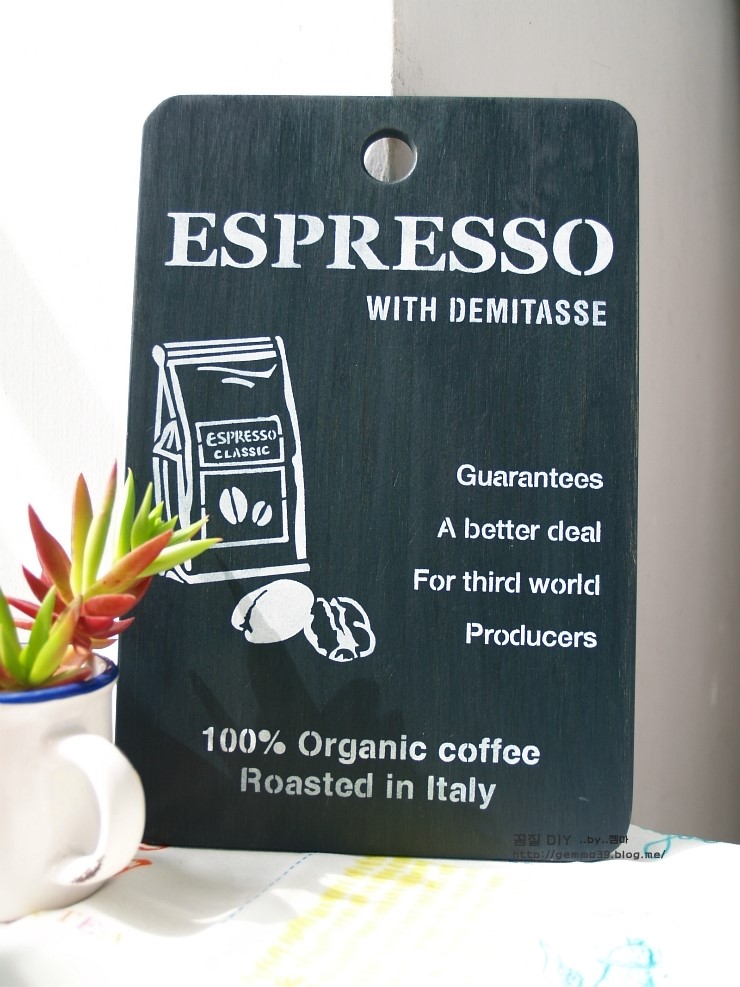 ESPRESSO
WITH DEMITASSE
ESPRESSO
CLASSIC
Guarantees
A better deal
For third world
Producers
100% Organic coffee
Roasted in Italy
꼼질 DIY ..by..젬마
http://gemma39.blog.me/